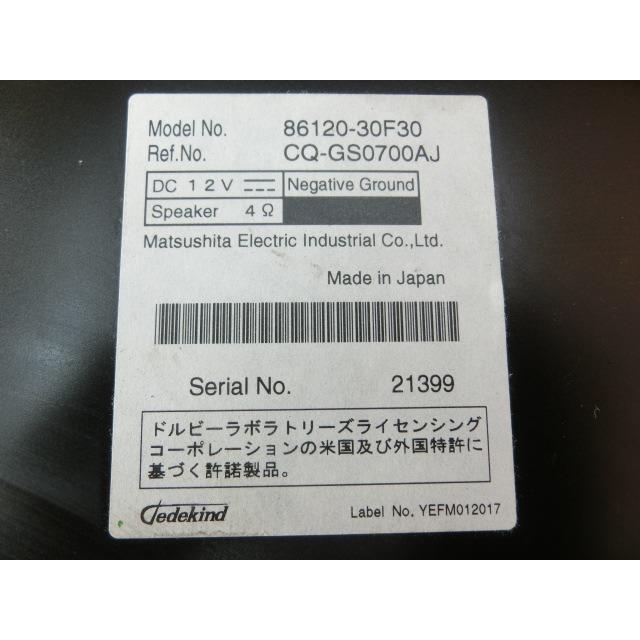 Model No. 86120-30F30
Ref.No. CQ-GS0700AJ
DC 12V ⎓ Negative Ground
Speaker 4Ω
Matsushita Electric Industrial Co.,Ltd.
Made in Japan
Serial No. 21399
ドルビーラボラトリーズライセンシング
コーポレーションの米国及び外国特許に
基づく許諾製品。
Jedekind Label No. YEFM012017